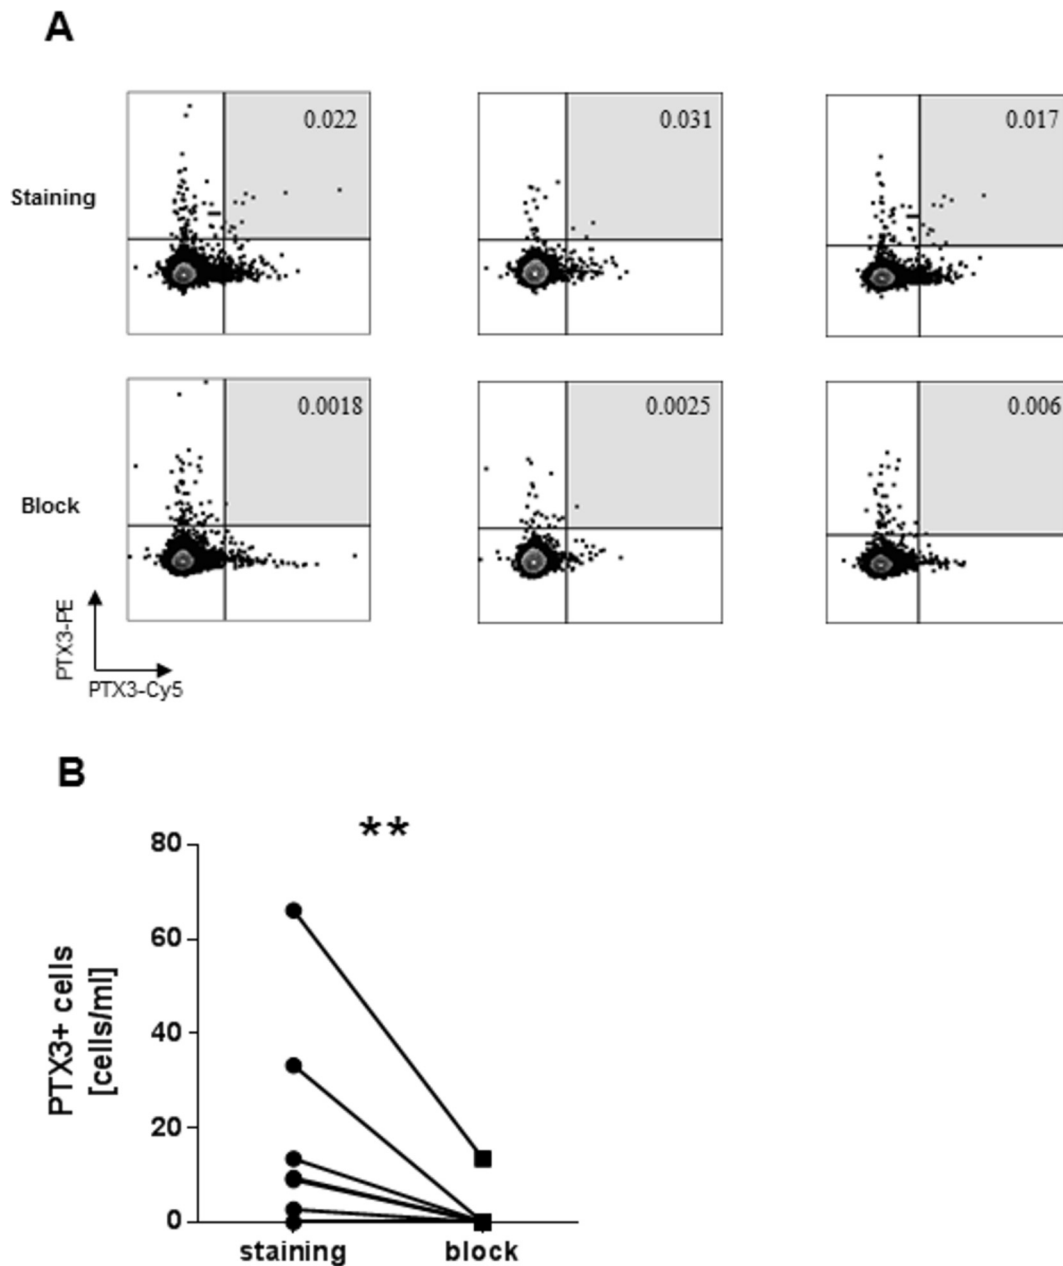 A
0.022 0.031 0.017
Staining
0.0018 0.0025 0.006
Block
PTX3-PE
PTX3-Cy5
B
**
80
60
40
20
0
PTX3+ cells
[cells/ml]
staining block